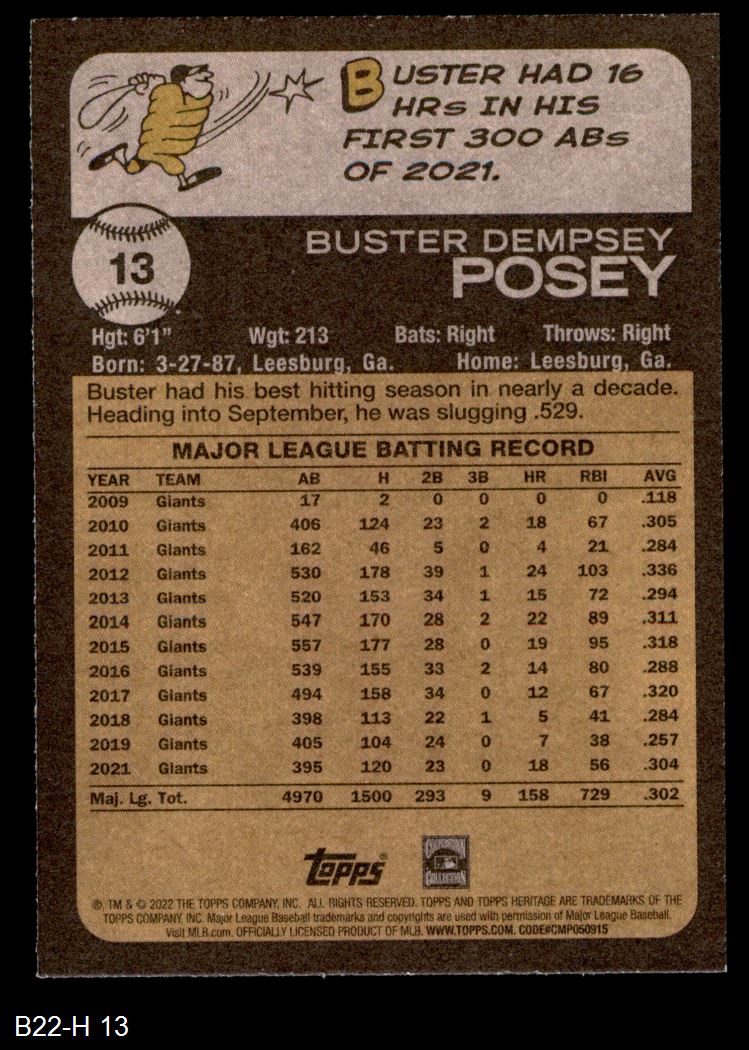 BUSTER HAD 16
HRs IN HIS
FIRST 300 ABs
OF 2021.
13
BUSTER DEMPSEY
POSEY
Hgt: 6'1" Wgt: 213 Bats: Right Throws: Right
Born: 3-27-87, Leesburg, Ga. Home: Leesburg, Ga.
Buster had his best hitting season in nearly a decade.
Heading into September, he was slugging .529.
MAJOR LEAGUE BATTING RECORD
YEAR TEAM AB H 2B 3B HR RBI AVG
2009 Giants 17 2 0 0 0 0 .118
2010 Giants 406 124 23 2 18 67 .305
2011 Giants 162 46 5 0 4 21 .284
2012 Giants 530 178 39 1 24 103 .336
2013 Giants 520 153 34 1 15 72 .294
2014 Giants 547 170 28 2 22 89 .311
2015 Giants 557 177 28 0 19 95 .318
2016 Giants 539 155 33 2 14 80 .288
2017 Giants 494 158 34 0 12 67 .320
2018 Giants 398 113 22 1 5 41 .284
2019 Giants 405 104 24 0 7 38 .257
2021 Giants 395 120 23 0 18 56 .304
Maj. Lg. Tot. 4970 1500 293 9 158 729 .302
Topps
COOPERSTOWN
COLLECTION
®, TM & © 2022 THE TOPPS COMPANY, INC. ALL RIGHTS RESERVED. TOPPS AND TOPPS HERITAGE ARE TRADEMARKS OF THE
TOPPS COMPANY, INC. Major League Baseball trademarks and copyrights are used with permission of Major League Baseball.
Visit MLB.com. OFFICIALLY LICENSED PRODUCT OF MLB. WWW.TOPPS.COM. CODE#CMP050915
B22-H 13